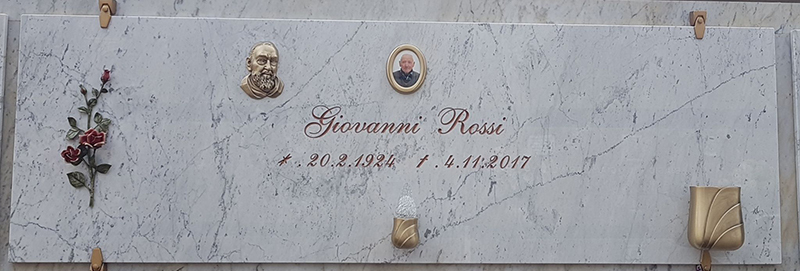 Giovanni Rossi
*. 20.2.1924 †. 4.11.2017